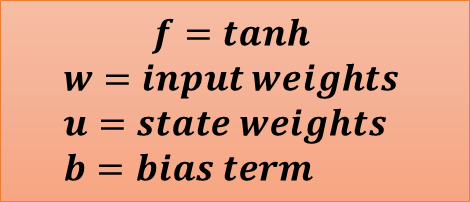 f = tanh
w = input weights
u = state weights
b = bias term